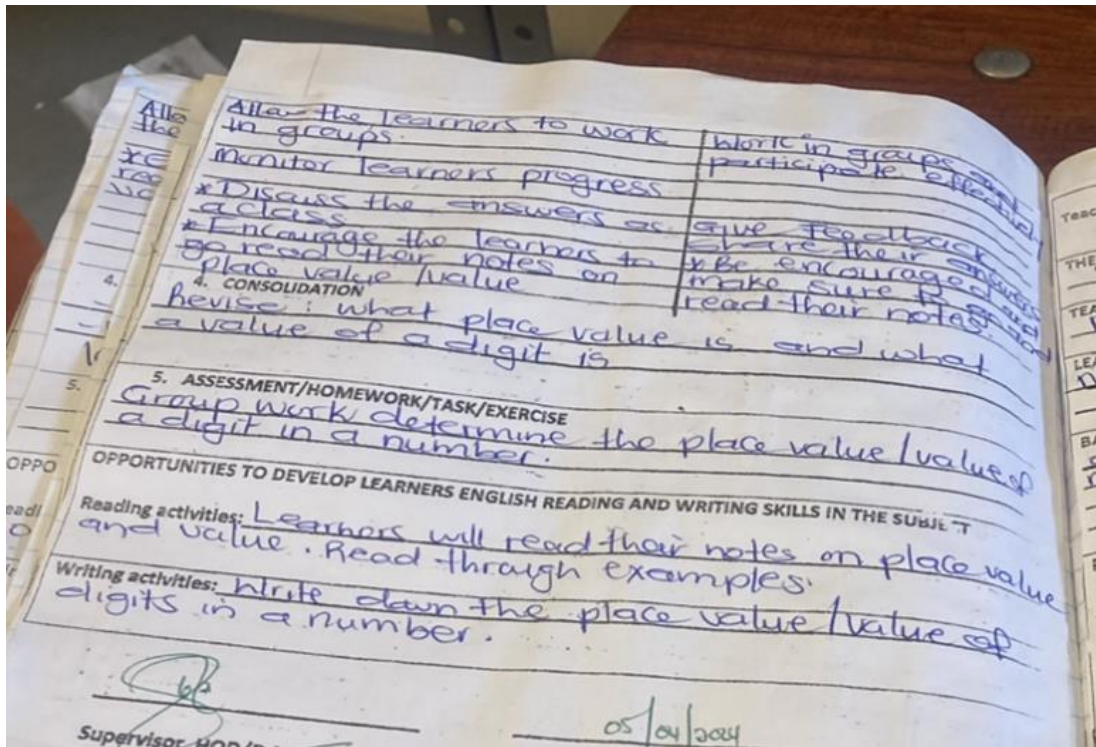 Allow the learners to work
in groups.
Monitor learners progress
*Discuss the answers as
a class
*Encourage the learners to
go read their notes on
place value /value
Work in groups and
participate effectively
give feedback
share their answers
*Be encouraged and
make sure to
read their notes.
4. CONSOLIDATION
Revise : what place value is and what
a value of a digit is
5. ASSESSMENT/HOMEWORK/TASK/EXERCISE
Group work determine the place value /value of
a digit in a number.
OPPORTUNITIES TO DEVELOP LEARNERS ENGLISH READING AND WRITING SKILLS IN THE SUBJECT
Reading activities: Learners will read their notes on place value
and value. Read through examples.
Writing activities: Write down the place value /value of
digits in a number.
05/04/2024
Supervisor
Allo
the
4.
5.
OPPO
THE